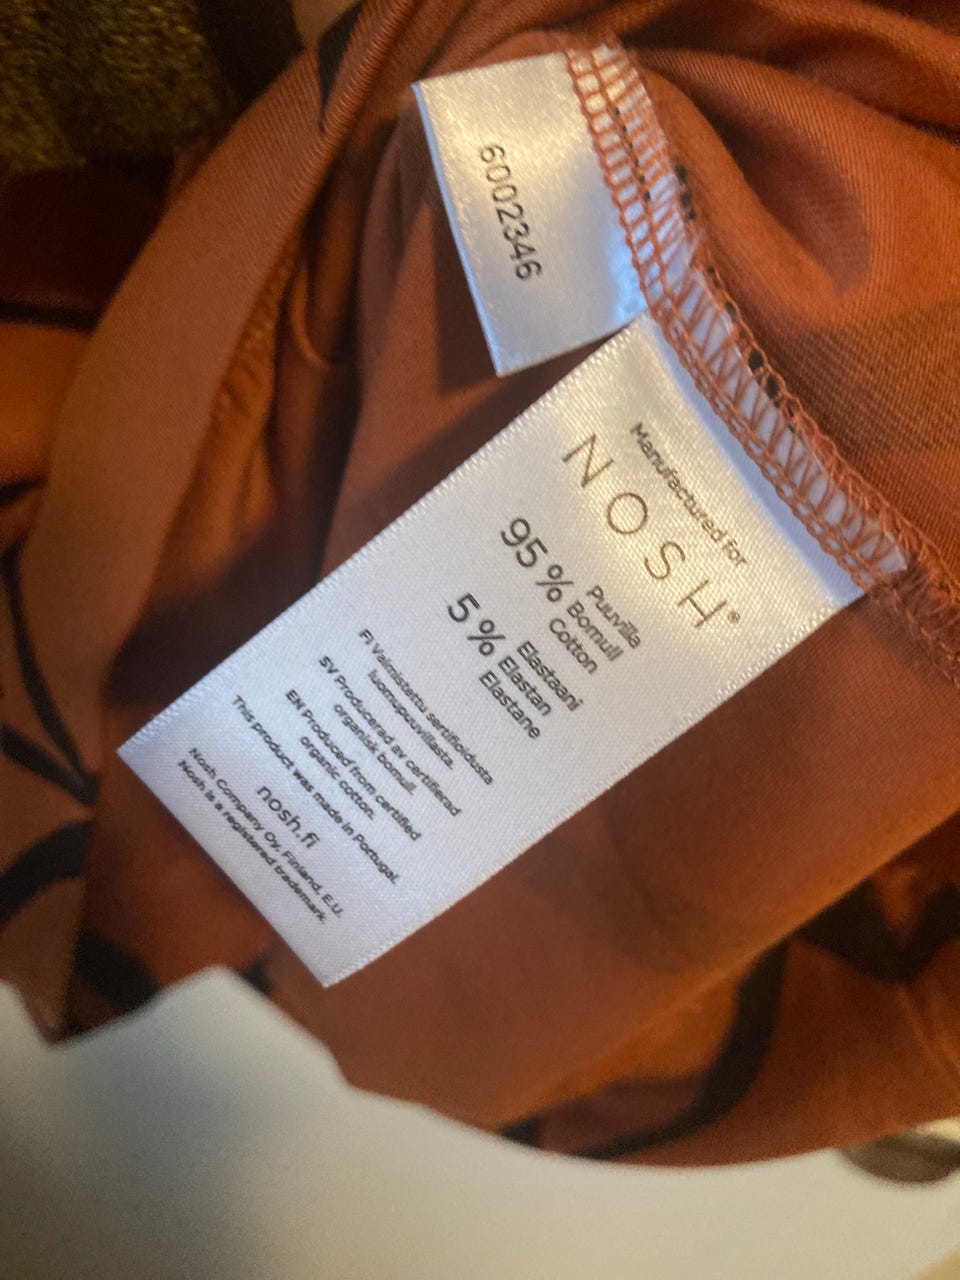 6002346
Manufactured for
NOSH®
95 % Puuvilla
Bomull
Cotton
5 % Elastaani
Elastan
Elastane
FI Valmistettu sertifioidusta
luomupuuvillasta.
SV Producerad av certifierad
organisk bomull.
EN Produced from certified
organic cotton.
This product was made in Portugal.
nosh.fi
Nosh Company Oy, Finland, E.U.
Nosh is a registered trademark.